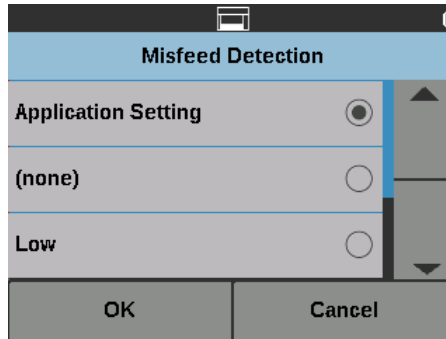 Misfeed Detection
Application Setting
(none)
Low
OK
Cancel